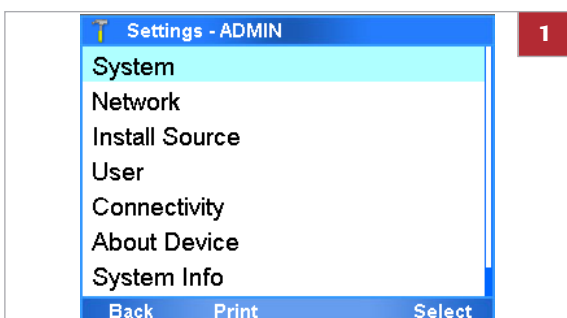 Settings - ADMIN
1
System
Network
Install Source
User
Connectivity
About Device
System Info
Back Print Select